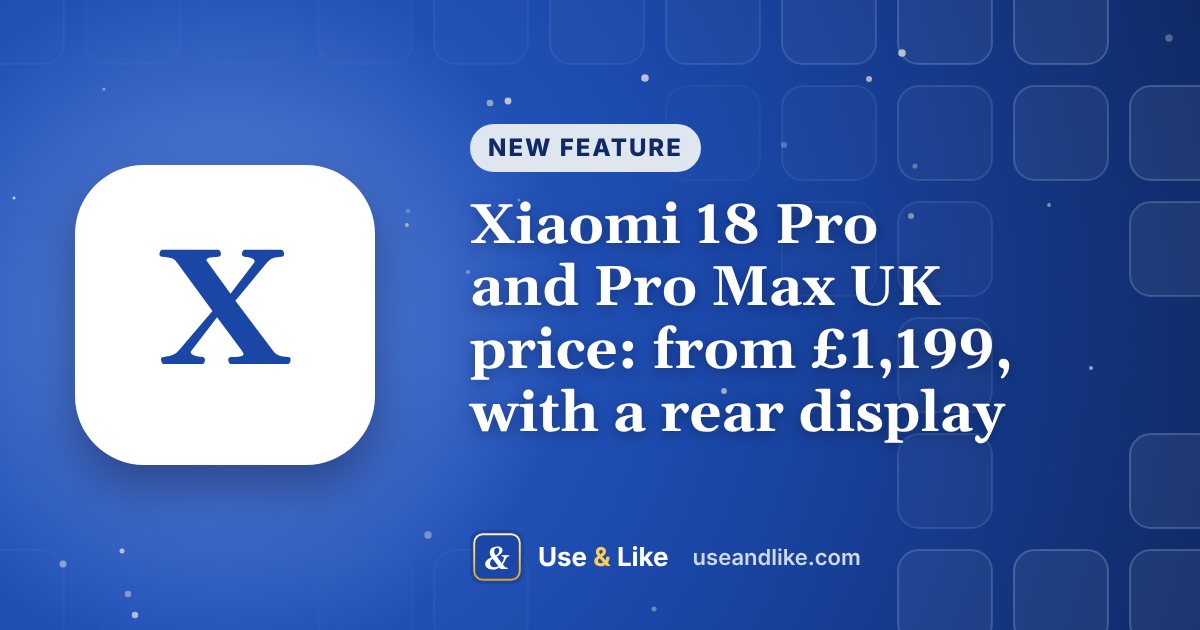 NEW FEATURE
X
Xiaomi 18 Pro
and Pro Max UK
price: from £1,199,
with a rear display
& Use & Like useandlike.com